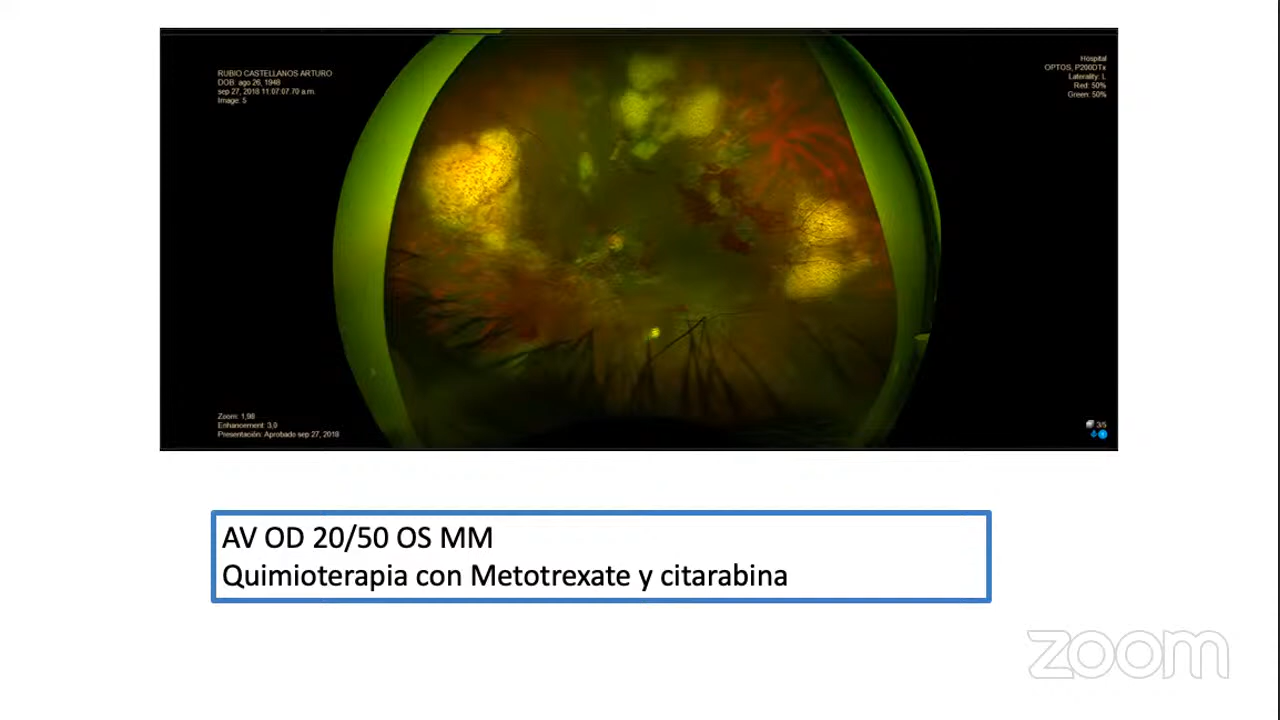 RUBIO CASTELLANOS ARTURO
DOB: ago 26, 1948
sep 27, 2018 11:07:07.70 a.m.
Image: 5
Hospital
OPTOS, P200DTx
Laterality: L
Red: 50%
Green: 50%
Zoom: 1,98
Enhancement: 3,0
Presentación: Aprobado sep 27, 2018
3/5
AV OD 20/50 OS MM
Quimioterapia con Metotrexate y citarabina
zoom